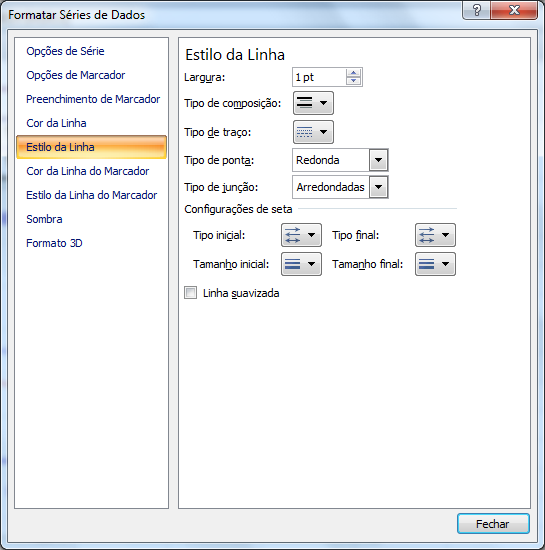 Formatar Séries de Dados
Opções de Série
Opções de Marcador
Preenchimento de Marcador
Cor da Linha
Estilo da Linha
Cor da Linha do Marcador
Estilo da Linha do Marcador
Sombra
Formato 3D
Estilo da Linha
Largura: 1 pt
Tipo de composição:
Tipo de traço:
Tipo de ponta: Redonda
Tipo de junção: Arredondadas
Configurações de seta
Tipo inicial: Tipo final:
Tamanho inicial: Tamanho final:
Linha suavizada
Fechar